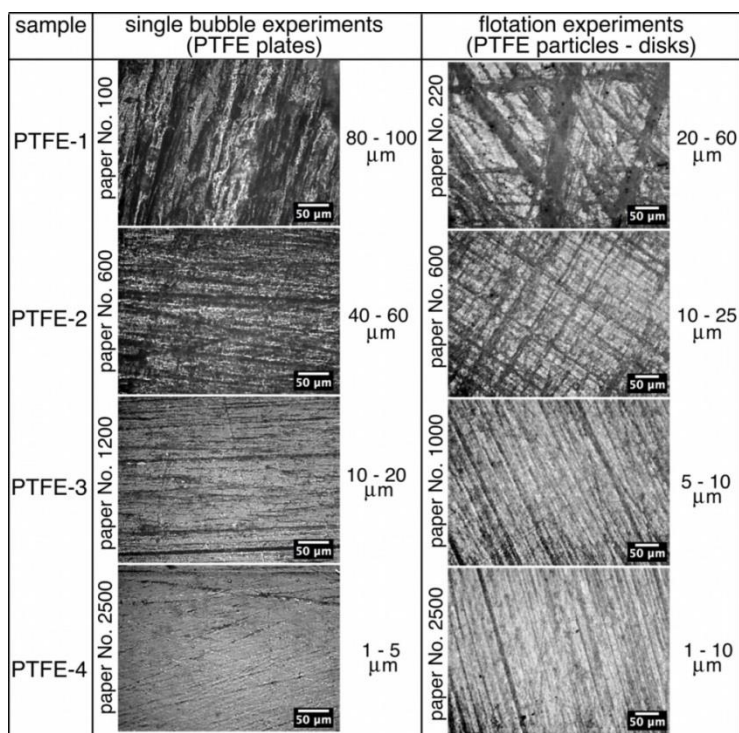 sample
single bubble experiments
(PTFE plates)
flotation experiments
(PTFE particles - disks)
PTFE-1
paper No. 100
50 µm
80 - 100
µm
paper No. 220
50 µm
20 - 60
µm
PTFE-2
paper No. 600
50 µm
40 - 60
µm
paper No. 600
50 µm
10 - 25
µm
PTFE-3
paper No. 1200
50 µm
10 - 20
µm
paper No. 1000
50 µm
5 - 10
µm
PTFE-4
paper No. 2500
50 µm
1 - 5
µm
paper No. 2500
50 µm
1 - 10
µm